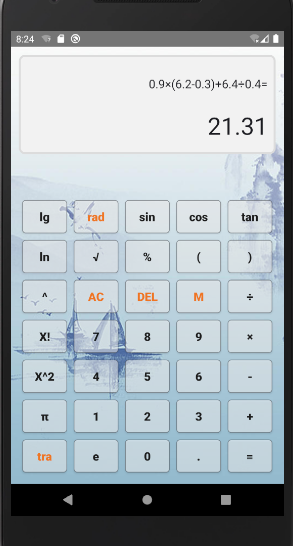 8:24
0.9×(6.2-0.3)+6.4÷0.4=
21.31
lg rad sin cos tan
ln √ % ( )
^ AC DEL M ÷
X! 7 8 9 ×
X^2 4 5 6 -
π 1 2 3 +
tra e 0 . =